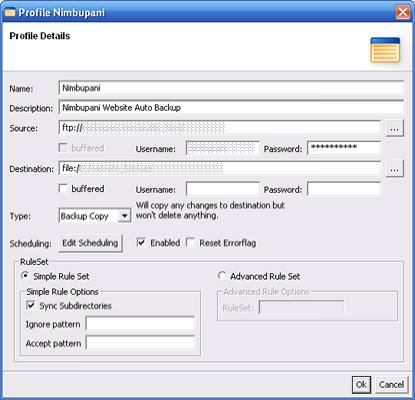 Profile Nimbupani
Profile Details
Name: Nimbupani
Description: Nimbupani Website Auto Backup
Source: ftp:// ...
buffered Username: Password: **********
Destination: file:/ ...
buffered Username: Password:
Type: Backup Copy Will copy any changes to destination but
won't delete anything.
Scheduling: Edit Scheduling Enabled Reset Errorflag
RuleSet
Simple Rule Set Advanced Rule Set
Simple Rule Options Advanced Rule Options
Sync Subdirectories RuleSet:
Ignore pattern
Accept pattern
Ok Cancel